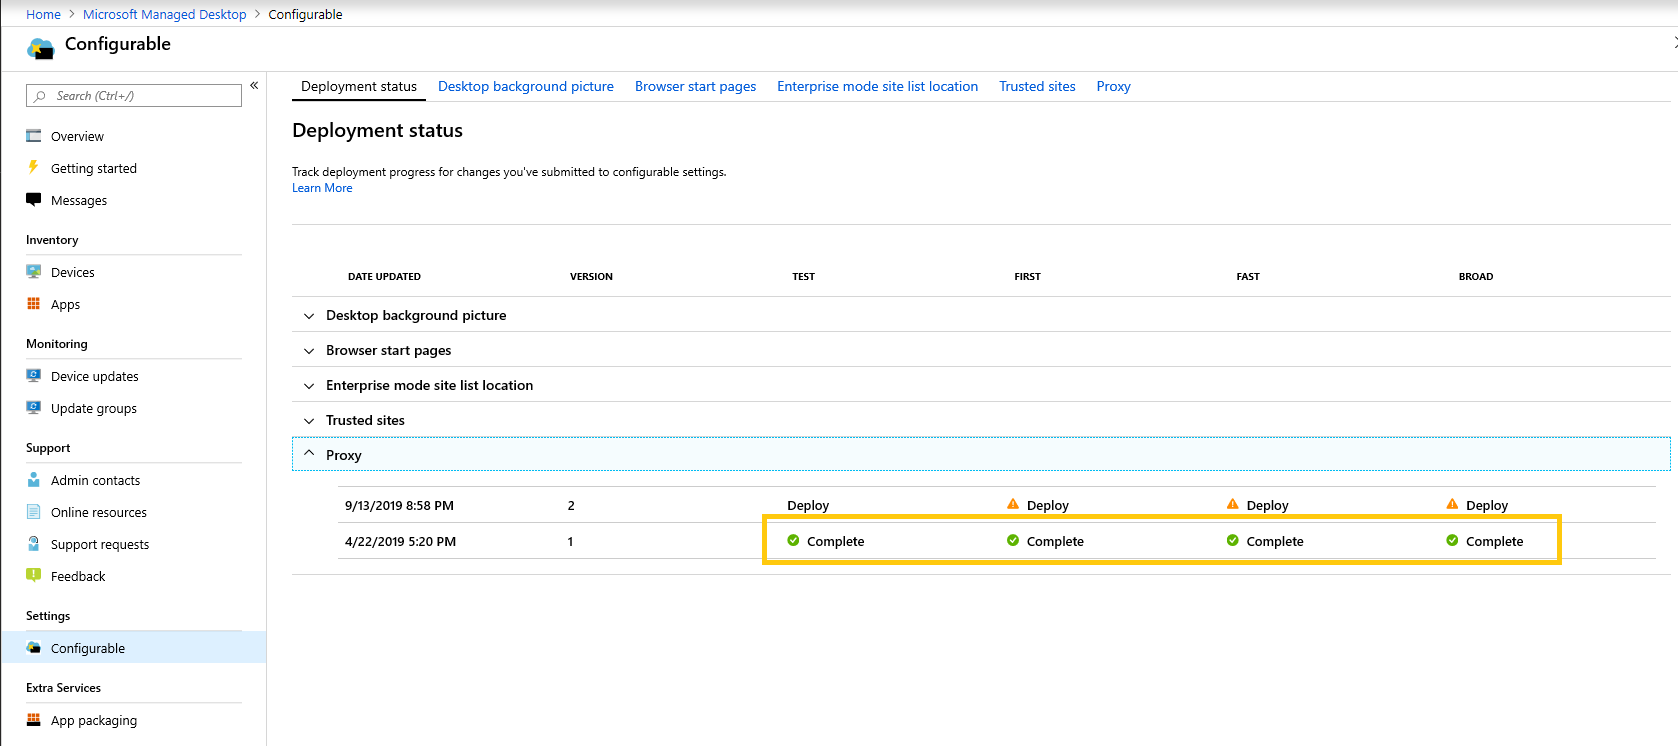 Home > Microsoft Managed Desktop > Configurable
Configurable
Search (Ctrl+/)
«
Overview
Getting started
Messages
Inventory
Devices
Apps
Monitoring
Device updates
Update groups
Support
Admin contacts
Online resources
Support requests
Feedback
Settings
Configurable
Extra Services
App packaging
Deployment status Desktop background picture Browser start pages Enterprise mode site list location Trusted sites Proxy
Deployment status
Track deployment progress for changes you've submitted to configurable settings.
Learn More
DATE UPDATED VERSION TEST FIRST FAST BROAD
Desktop background picture
Browser start pages
Enterprise mode site list location
Trusted sites
Proxy
9/13/2019 8:58 PM 2 Deploy Deploy Deploy Deploy
4/22/2019 5:20 PM 1 Complete Complete Complete Complete